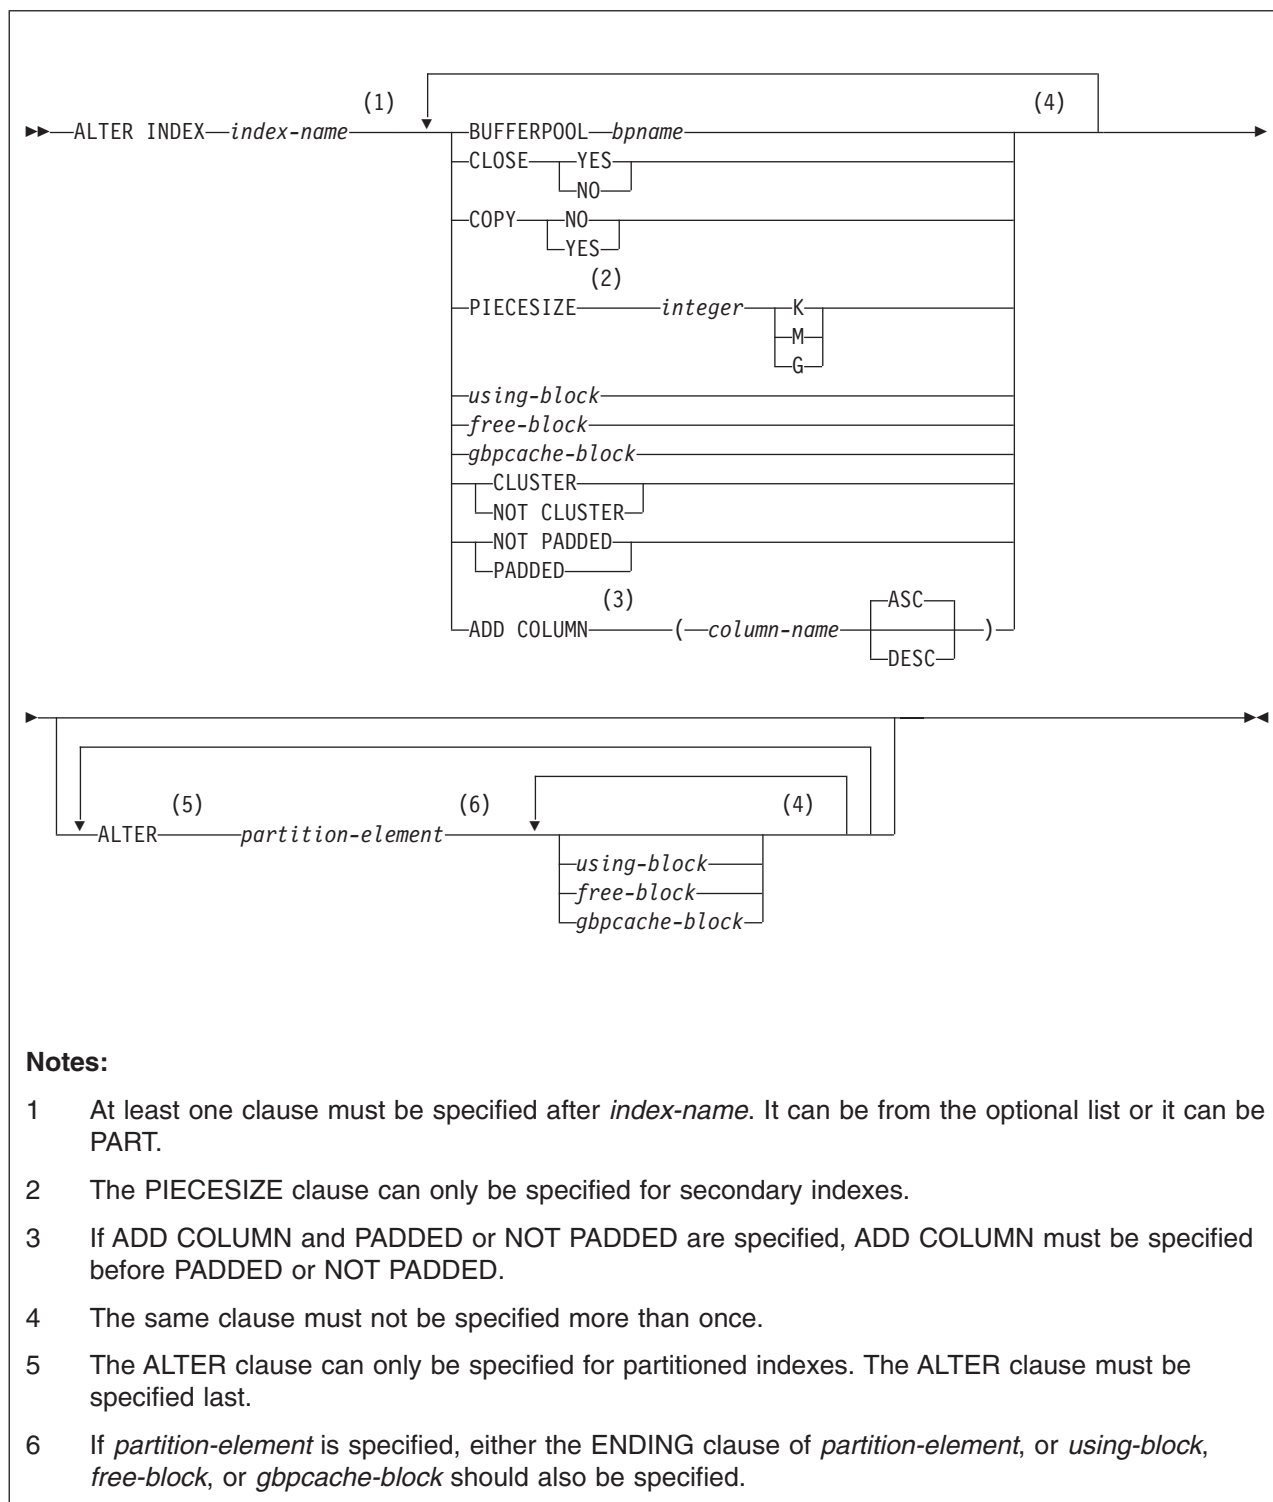 (1) (4)
ALTER INDEX index-name BUFFERPOOL bpname
CLOSE YES
NO
COPY NO
YES
(2)
PIECESIZE integer K
M
G
using-block
free-block
gbpcache-block
CLUSTER
NOT CLUSTER
NOT PADDED
PADDED
(3) ASC
ADD COLUMN ( column-name )
DESC
(5) (6) (4)
ALTER partition-element
using-block
free-block
gbpcache-block
Notes:
1 At least one clause must be specified after index-name. It can be from the optional list or it can be
PART.
2 The PIECESIZE clause can only be specified for secondary indexes.
3 If ADD COLUMN and PADDED or NOT PADDED are specified, ADD COLUMN must be specified
before PADDED or NOT PADDED.
4 The same clause must not be specified more than once.
5 The ALTER clause can only be specified for partitioned indexes. The ALTER clause must be
specified last.
6 If partition-element is specified, either the ENDING clause of partition-element, or using-block,
free-block, or gbpcache-block should also be specified.